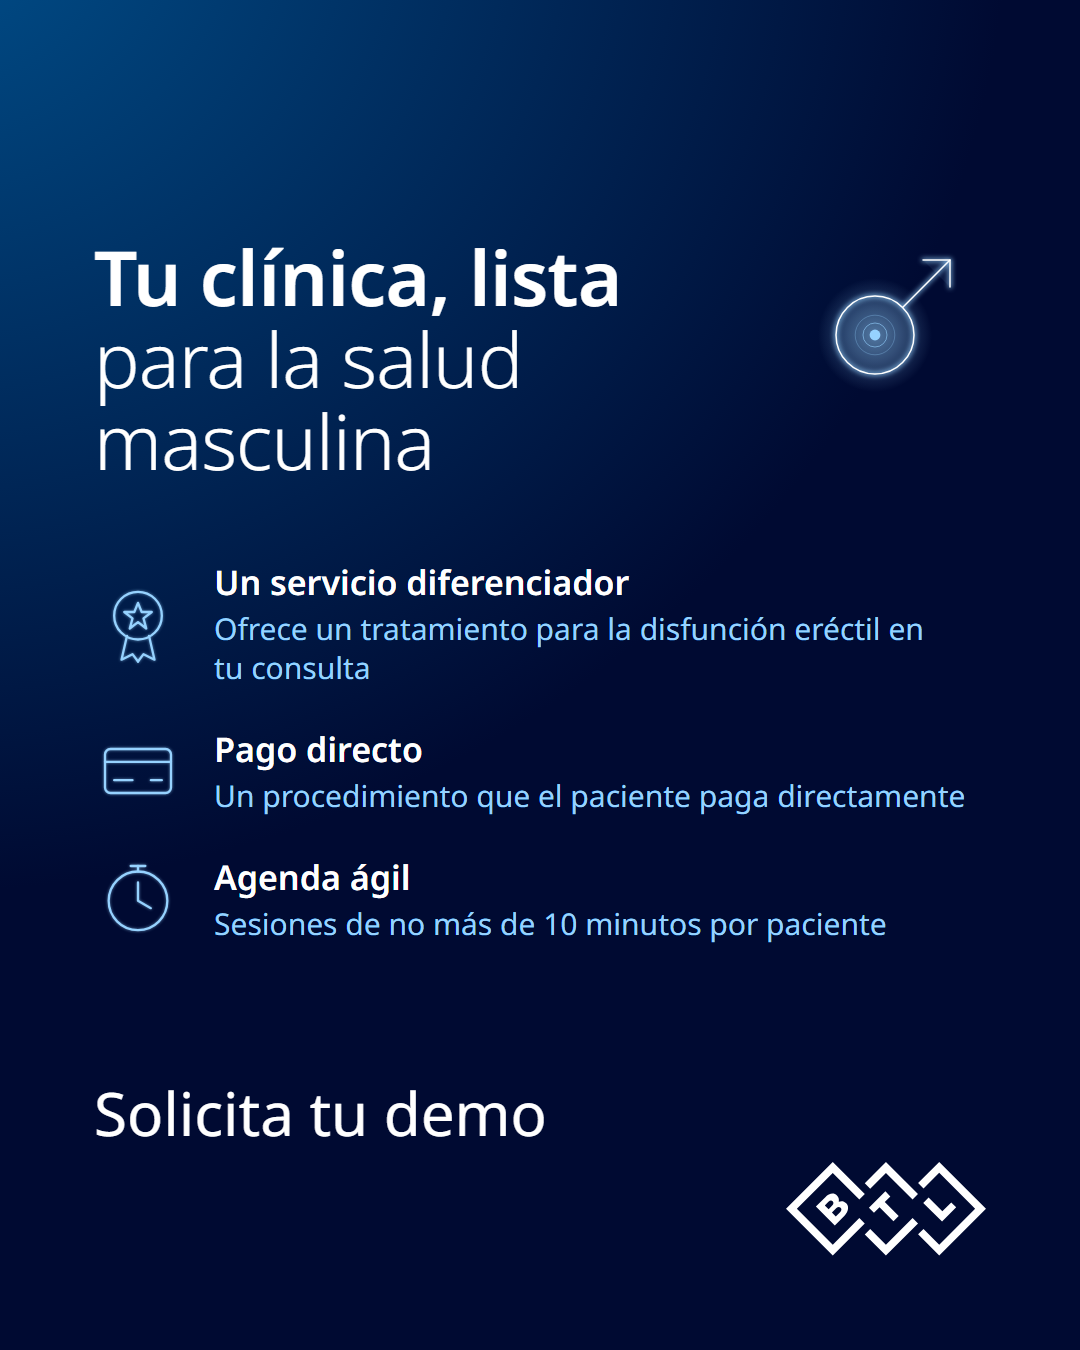 Tu clínica, lista
para la salud
masculina
Un servicio diferenciador
Ofrece un tratamiento para la disfunción eréctil en
tu consulta
Pago directo
Un procedimiento que el paciente paga directamente
Agenda ágil
Sesiones de no más de 10 minutos por paciente
Solicita tu demo
BTL